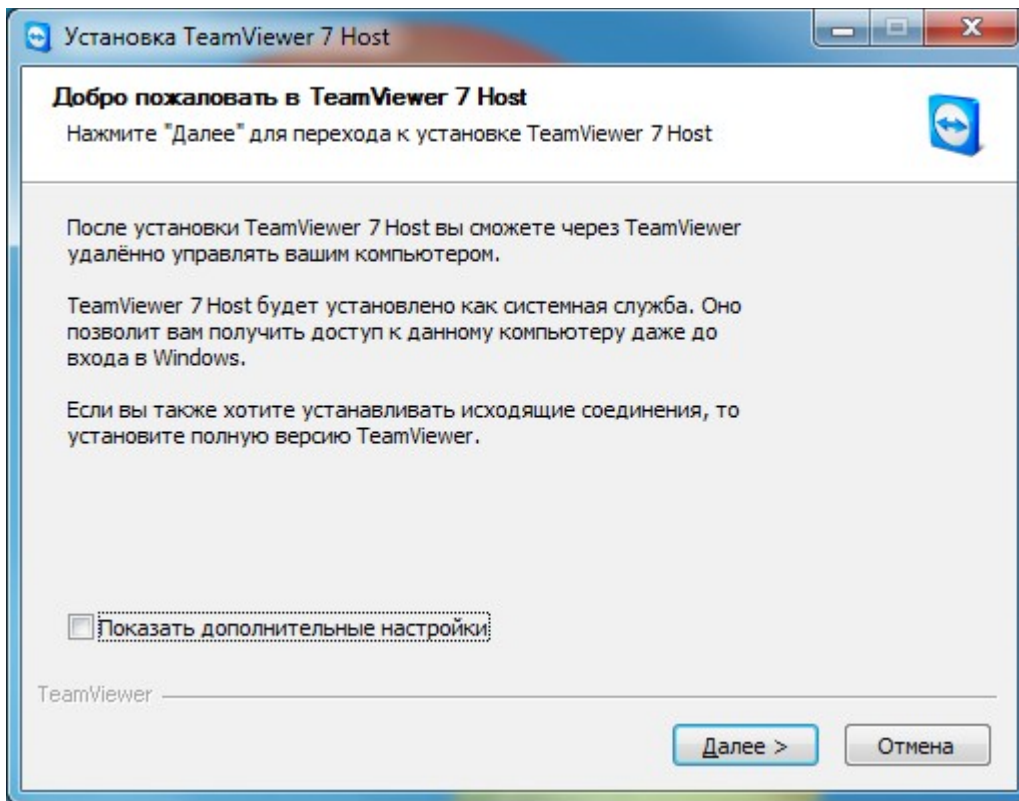 Установка TeamViewer 7 Host
Добро пожаловать в TeamViewer 7 Host
Нажмите "Далее" для перехода к установке TeamViewer 7 Host
После установки TeamViewer 7 Host вы сможете через TeamViewer
удалённо управлять вашим компьютером.
TeamViewer 7 Host будет установлено как системная служба. Оно
позволит вам получить доступ к данному компьютеру даже до
входа в Windows.
Если вы также хотите устанавливать исходящие соединения, то
установите полную версию TeamViewer.
Показать дополнительные настройки
TeamViewer
Далее >
Отмена